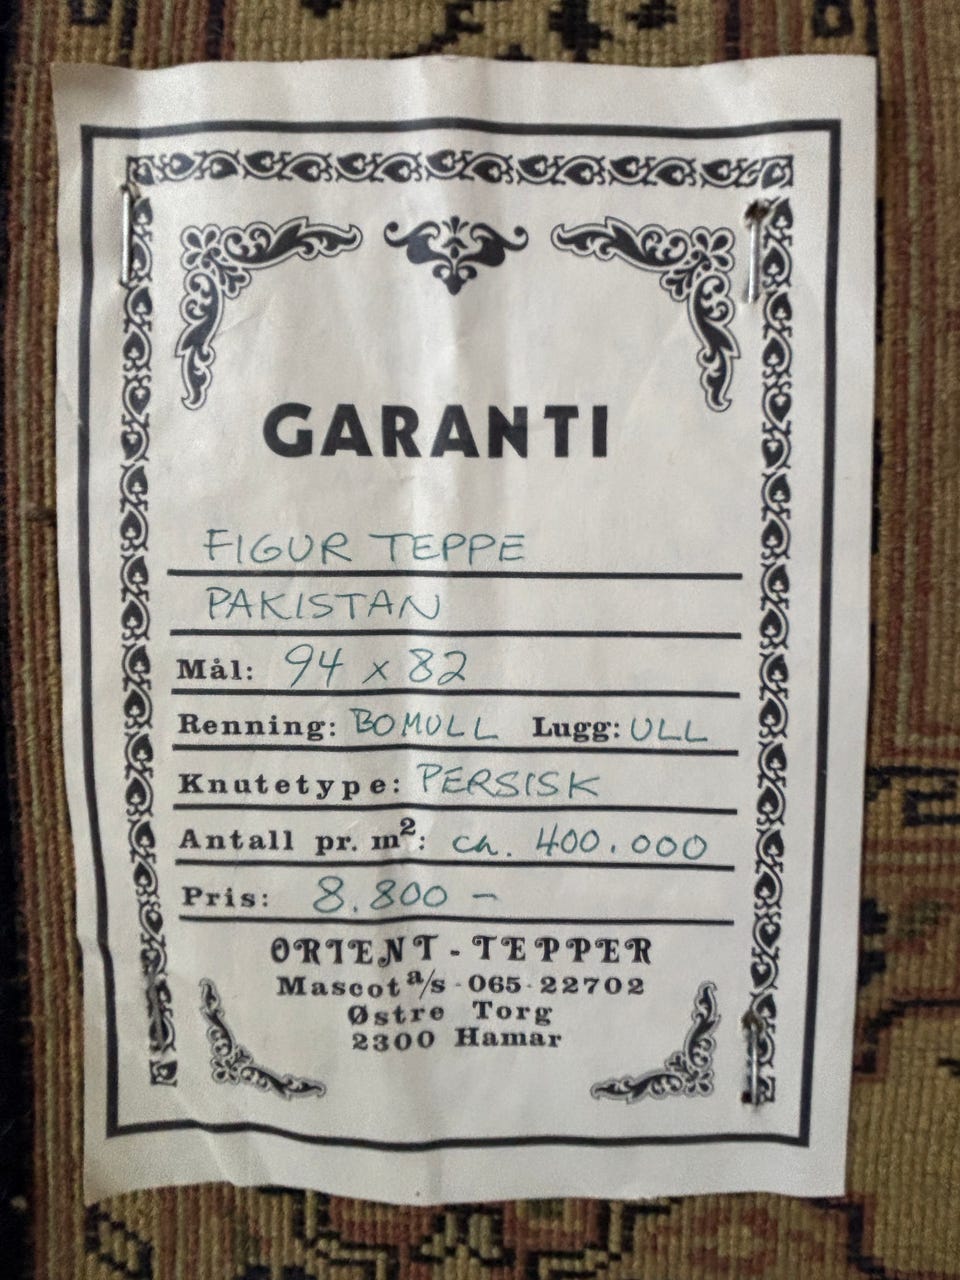 GARANTI
FIGUR TEPPE
PAKISTAN
Mål: 94 x 82
Renning: BOMULL Lugg: ULL
Knutetype: PERSISK
Antall pr. m²: ca. 400.000
Pris: 8.800 -
ORIENT-TEPPER
Mascot a/s - 065-22702
Østre Torg
2300 Hamar